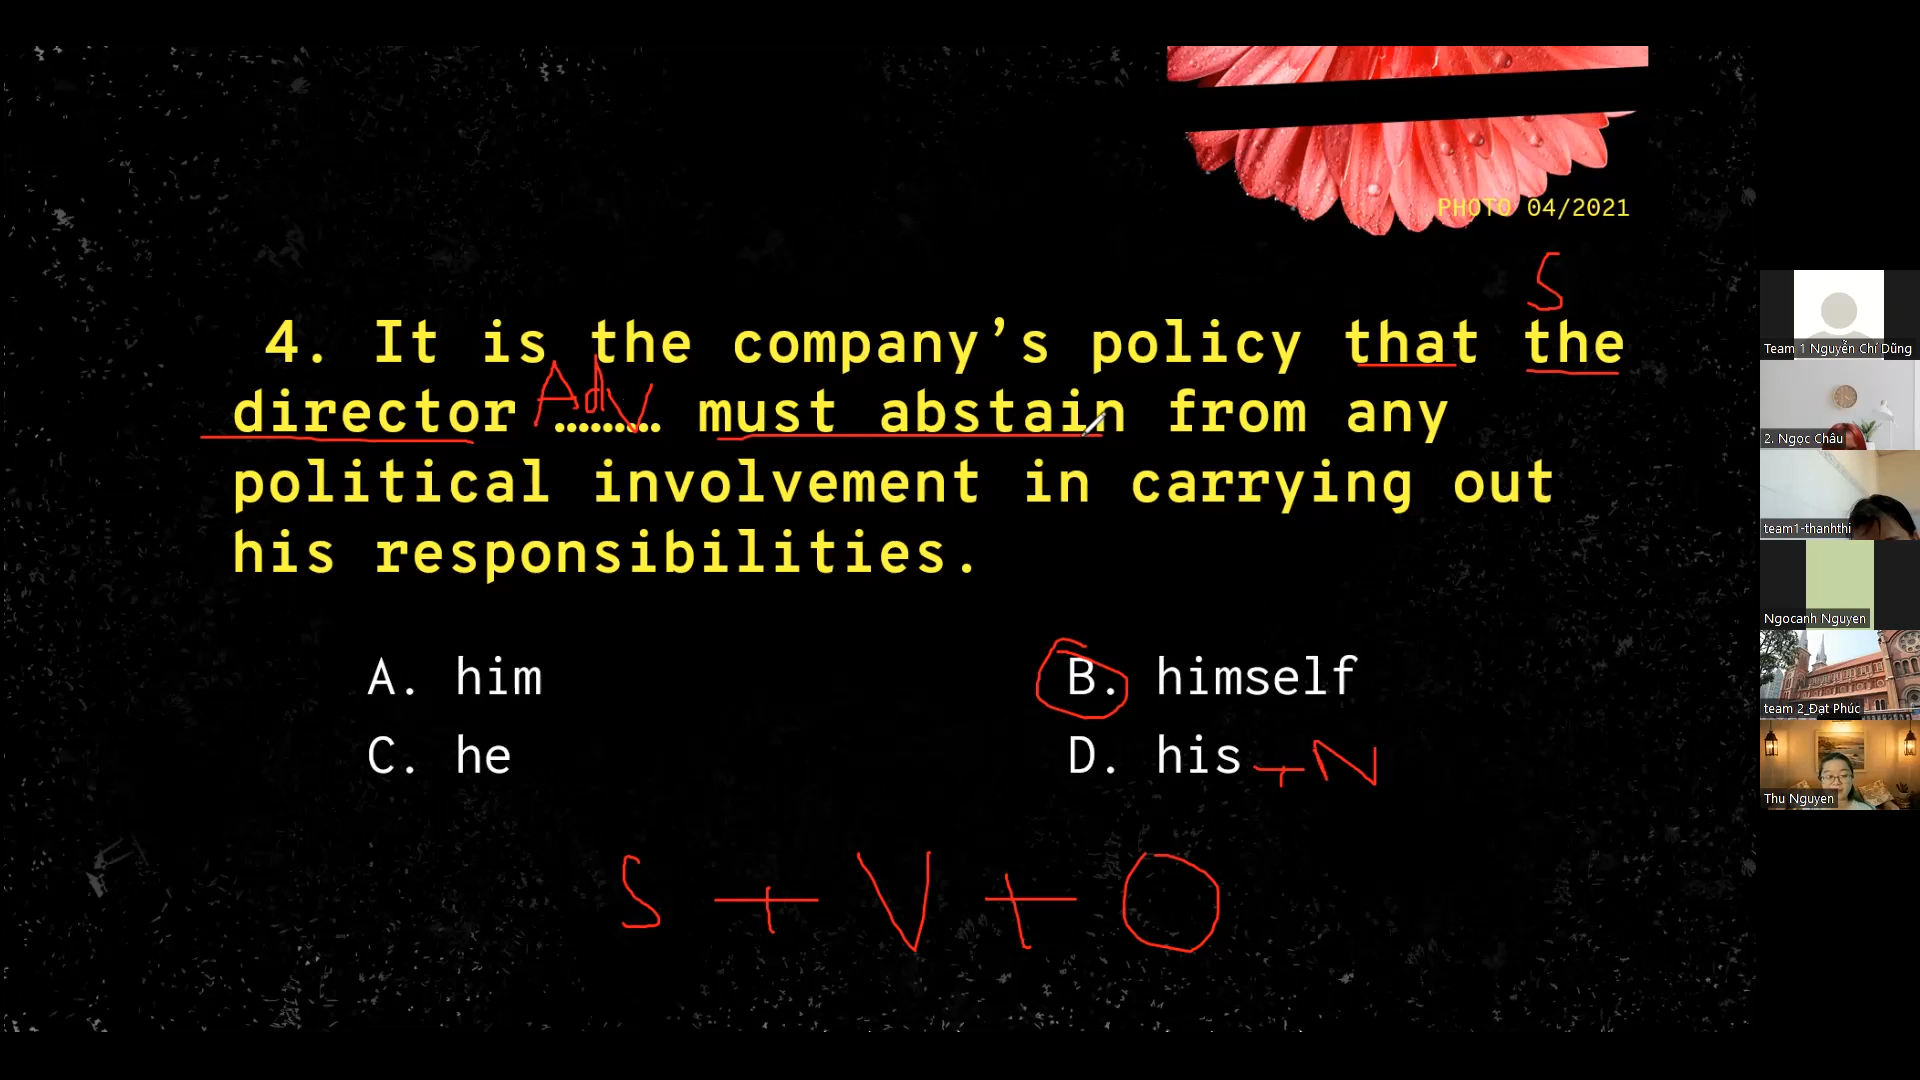 PHOTO 04/2021
S
4. It is the company’s policy that the
Adv
director ……… must abstain from any
political involvement in carrying out
his responsibilities.
A. him
B. himself
C. he
D. his + N
S + V + O
Team 1 Nguyễn Chí Dũng
2. Ngọc Châu
team1-thanhthi
Ngocanh Nguyen
team 2_Đạt Phúc
Thu Nguyen